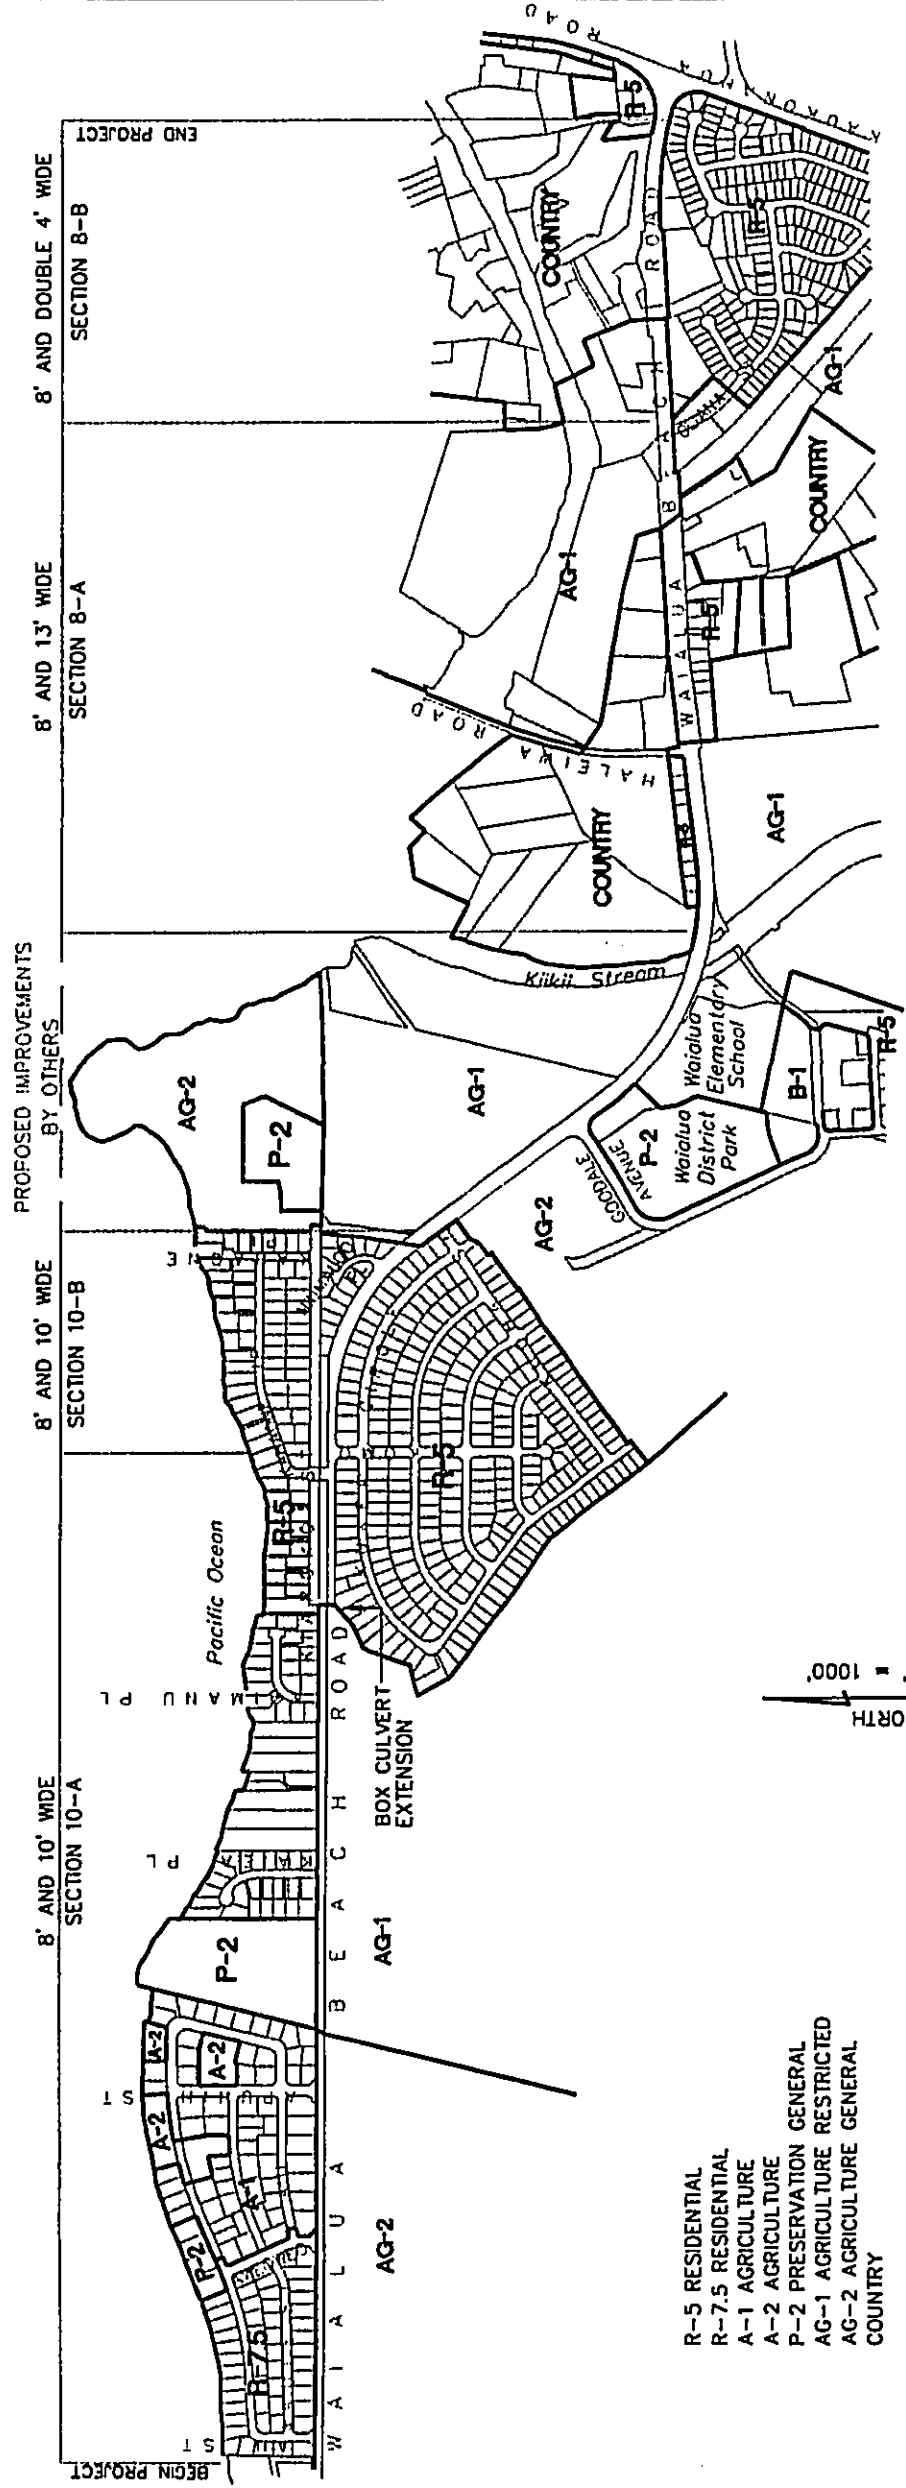 PROPOSED IMPROVEMENTS
BY OTHERS
8' AND 10' WIDE
SECTION 10-A
8' AND 10' WIDE
SECTION 10-B
8' AND 13' WIDE
SECTION 8-A
8' AND DOUBLE 4' WIDE
SECTION 8-B
BEGIN PROJECT
END PROJECT
ST
R-7.5
P-2
A-1
A-2
A-2
A-2
ST
P-2
PL
PL
Pacific Ocean
R-5
R-5
AG-2
P-2
AG-1
AG-2
AG-1
WAIALUA BEACH ROAD
BOX CULVERT
EXTENSION
GOODALE
AVENUE
P-2
Waialua
District
Park
Waialua
Elementary
School
B-1
R-5
AG-2
Kiikii Stream
COUNTRY
R-5
AG-1
HALEIWA ROAD
AG-1
WAIALUA BEACH ROAD
R-5
COUNTRY
AG-1
R-5
COUNTRY
R-5
KAUKONAHUA ROAD
ORTH
' = 1000'
R-5 RESIDENTIAL
R-7.5 RESIDENTIAL
A-1 AGRICULTURE
A-2 AGRICULTURE
P-2 PRESERVATION GENERAL
AG-1 AGRICULTURE RESTRICTED
AG-2 AGRICULTURE GENERAL
COUNTRY